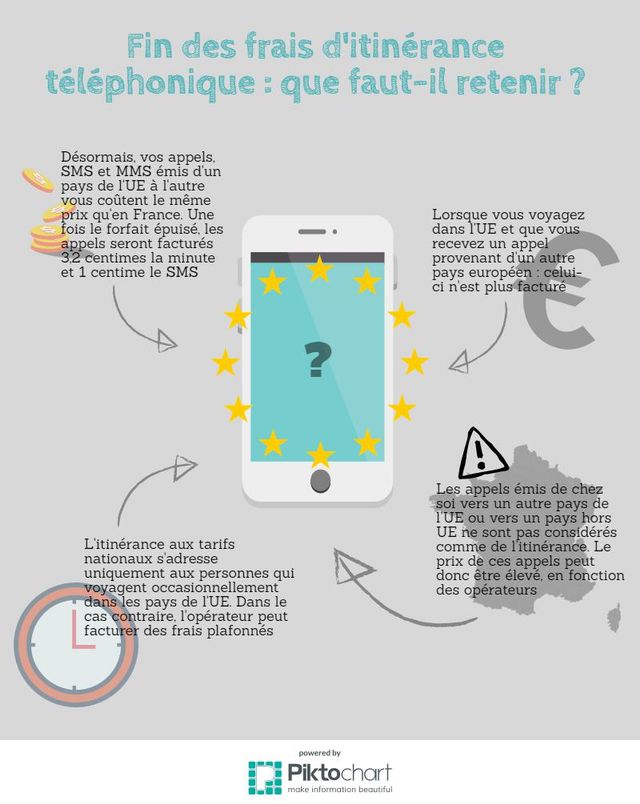 Fin des frais d'itinérance
téléphonique : que faut-il retenir ?
Désormais, vos appels,
SMS et MMS émis d'un
pays de l'UE à l'autre
vous coûtent le même
prix qu'en France. Une
fois le forfait épuisé, les
appels seront facturés
3,2 centimes la minute
et 1 centime le SMS
Lorsque vous voyagez
dans l'UE et que vous
recevez un appel
provenant d'un autre
pays européen : celui-
ci n'est plus facturé
€
?
!
Les appels émis de chez
soi vers un autre pays de
l'UE ou vers un pays hors
UE ne sont pas considérés
comme de l'itinérance. Le
prix de ces appels peut
donc être élevé, en fonction
des opérateurs
L'itinérance aux tarifs
nationaux s'adresse
uniquement aux personnes qui
voyagent occasionnellement
dans les pays de l'UE. Dans le
cas contraire, l'opérateur peut
facturer des frais plafonnés
powered by
Piktochart
make information beautiful